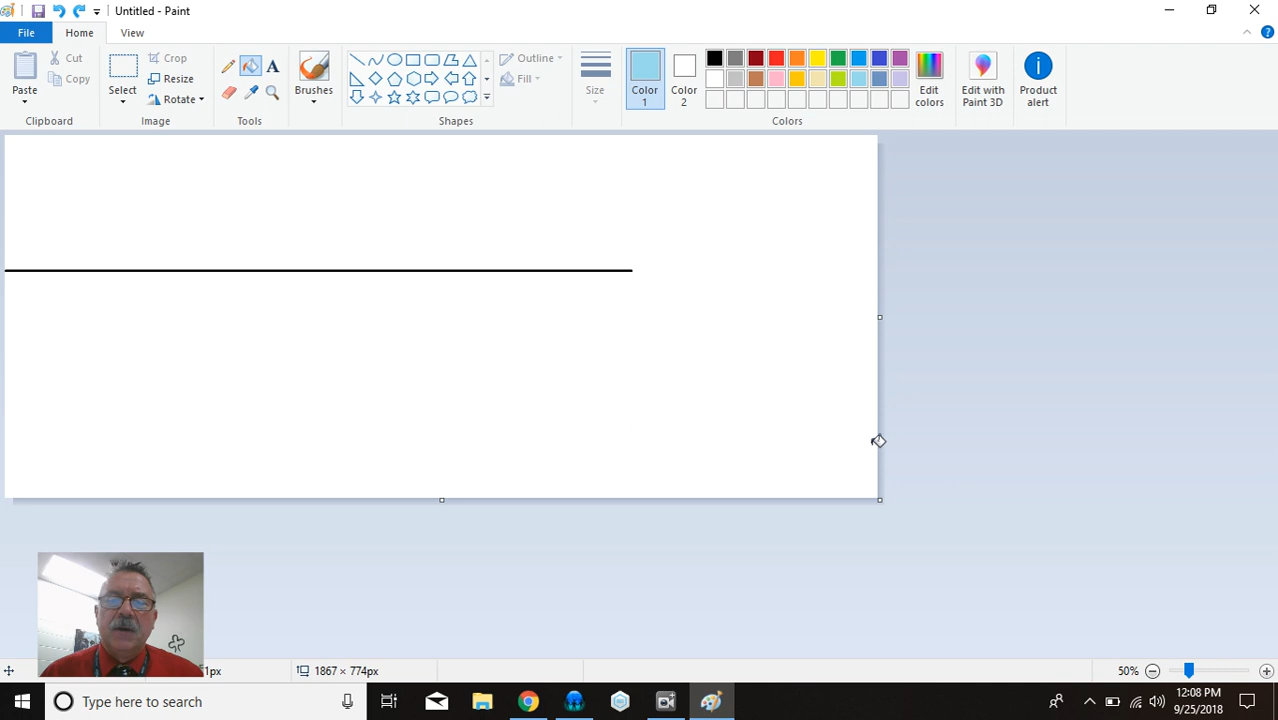 Untitled - Paint
File
Home
View
Paste
Cut
Copy
Clipboard
Select
Crop
Resize
Rotate
Image
A
Tools
Brushes
Outline
Fill
Shapes
Size
Color 1
Color 2
Edit colors
Colors
Edit with Paint 3D
Product alert
1px
1867 × 774px
50%
Type here to search
12:08 PM
9/25/2018